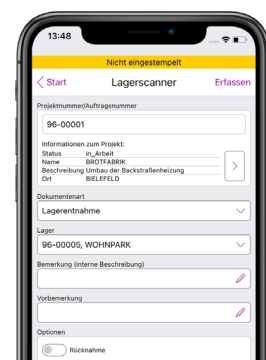 13:48
Nicht eingestempelt
Start Lagerscanner Erfassen
Projektnummer/Auftragsnummer
96-00001
Informationen zum Projekt:
Status in_Arbeit
Name BROTFABRIK
Beschreibung Umbau der Backstraßenheizung
Ort BIELEFELD
Dokumentenart
Lagerentnahme
Lager
96-00005, WOHNPARK
Bemerkung (interne Beschreibung)
Vorbemerkung
Optionen
Rücknahme